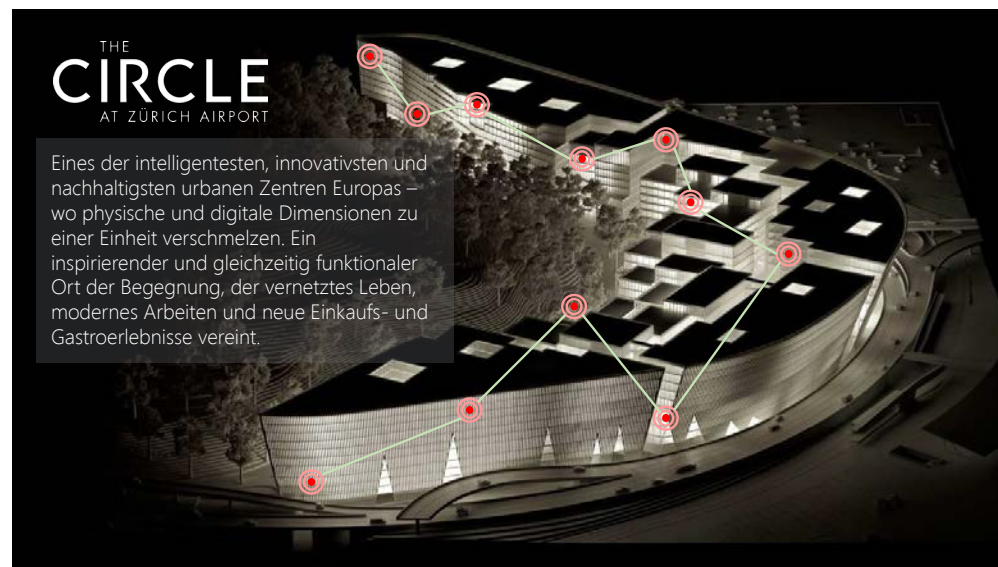 THE
CIRCLE
AT ZÜRICH AIRPORT
Eines der intelligentesten, innovativsten und
nachhaltigsten urbanen Zentren Europas –
wo physische und digitale Dimensionen zu
einer Einheit verschmelzen. Ein
inspirierender und gleichzeitig funktionaler
Ort der Begegnung, der vernetztes Leben,
modernes Arbeiten und neue Einkaufs- und
Gastroerlebnisse vereint.